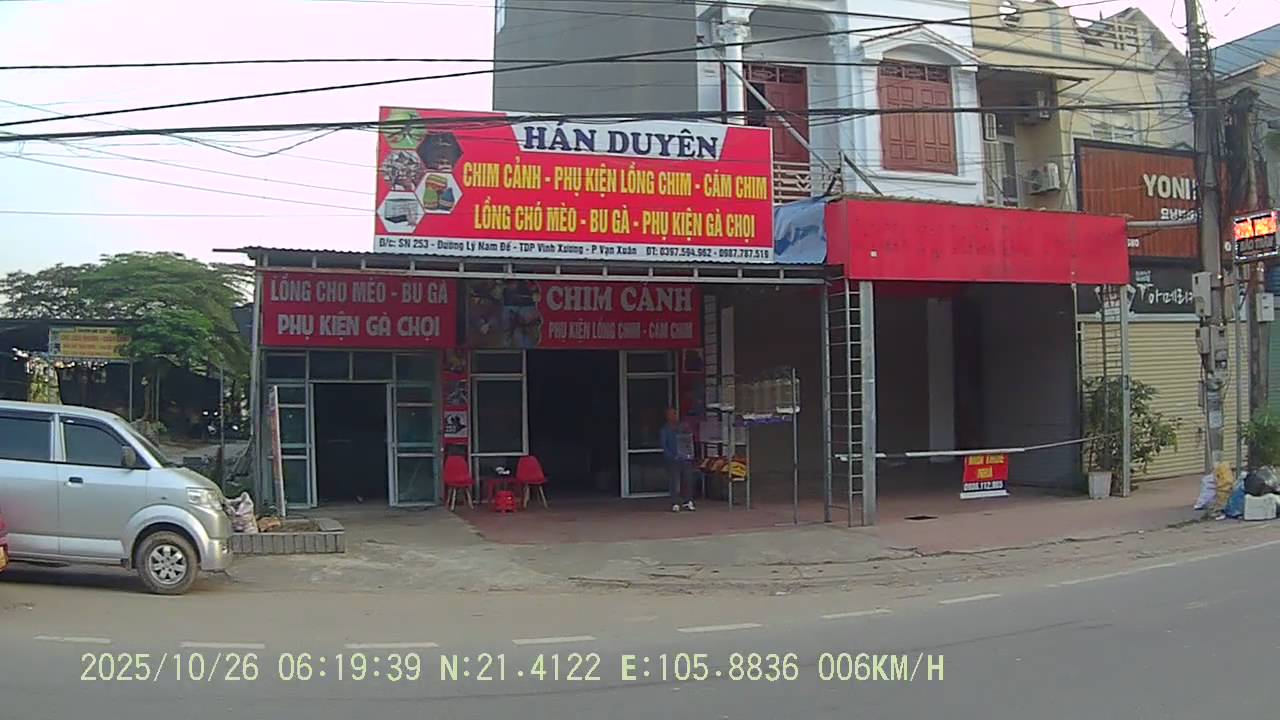 HÁN DUYÊN
CHIM CẢNH - PHỤ KIỆN LỒNG CHIM - CÁM CHIM
LỒNG CHÓ MÈO - BU GÀ - PHỤ KIỆN GÀ CHỌI
Đ/c: SN 253 - Đường Lý Nam Đế - TDP Vinh Xương - P Vạn Xuân ĐT: 0397.594.962 - 0987.787.519
LỒNG CHÓ MÈO - BU GÀ
PHỤ KIỆN GÀ CHỌI
CHIM CẢNH
PHỤ KIỆN LỒNG CHIM - CÁM CHIM
YONI
NHÀ
2025/10/26 06:19:39 N:21.4122 E:105.8836 006KM/H